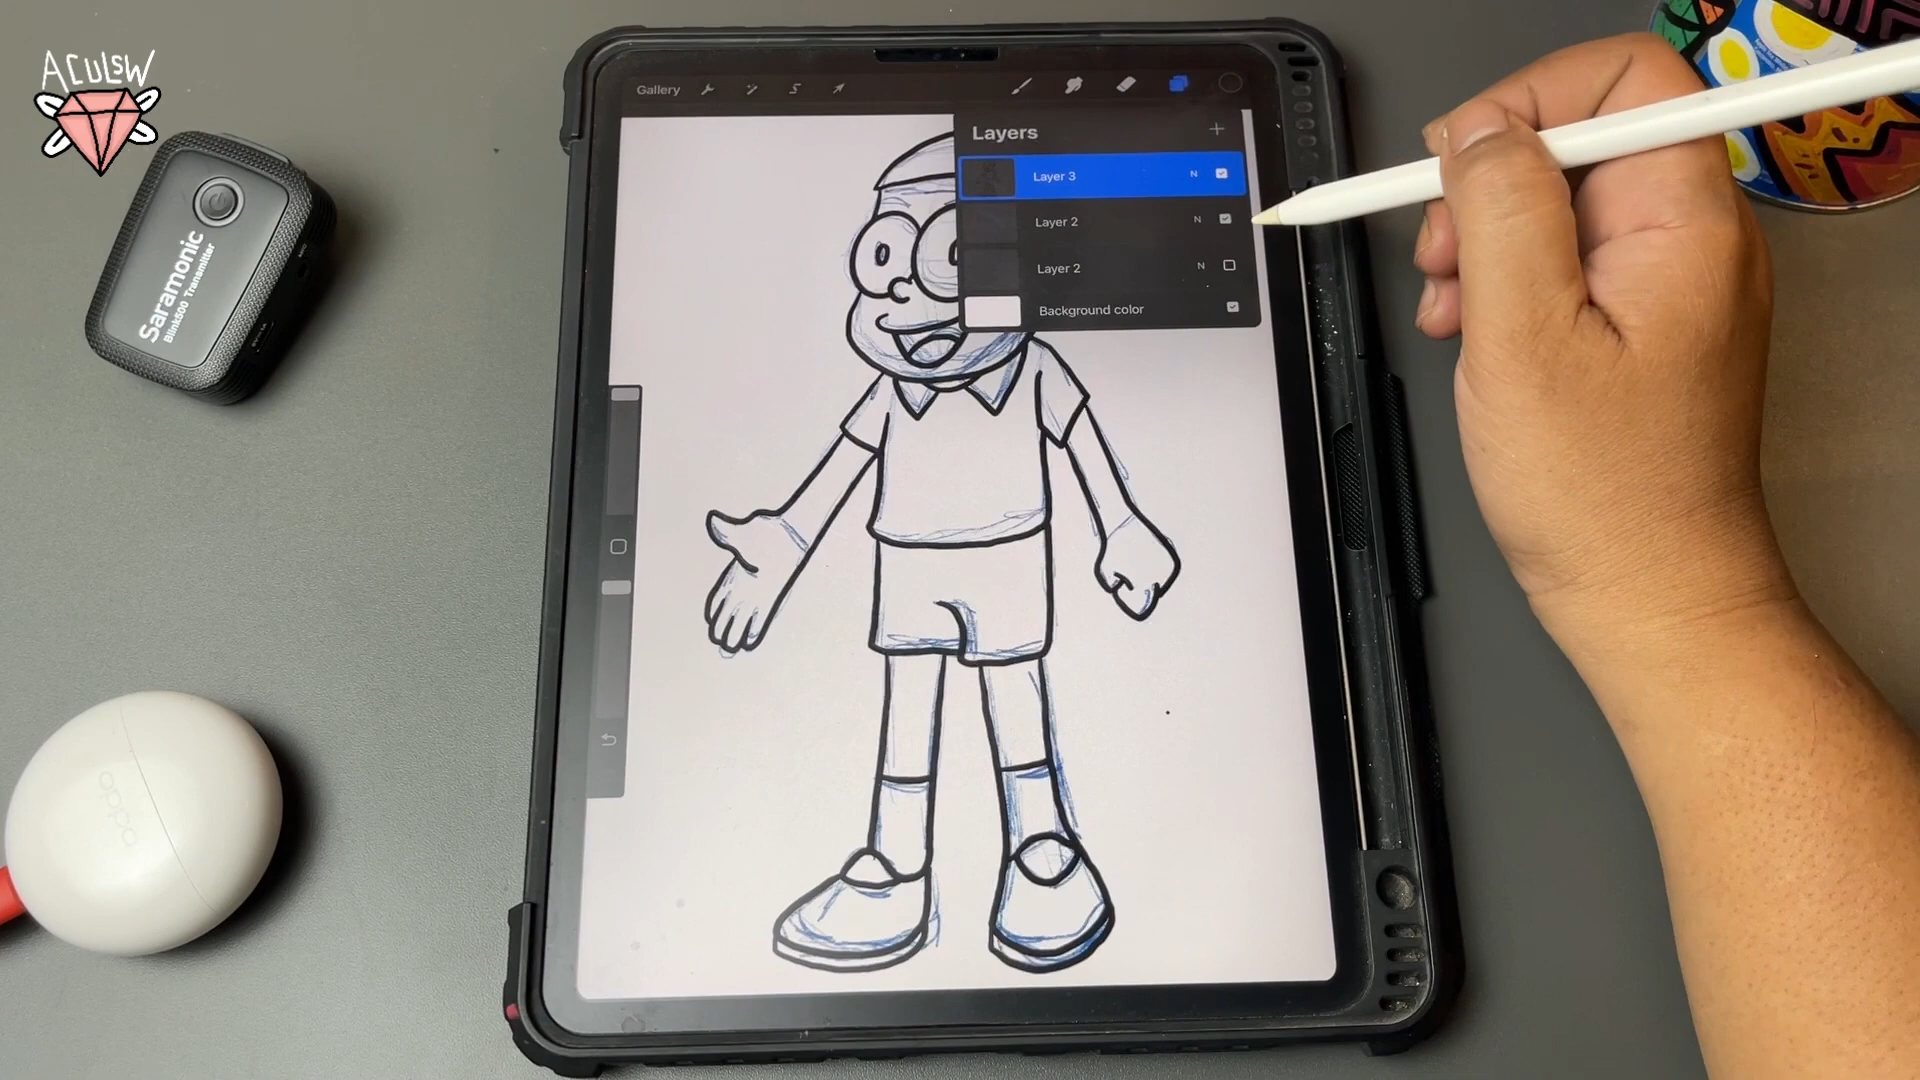 ACULSW
Gallery
Layers
Layer 3
N
Layer 2
N
Layer 2
N
Background color
Saramonic
Blink500 Transmitter
oppo